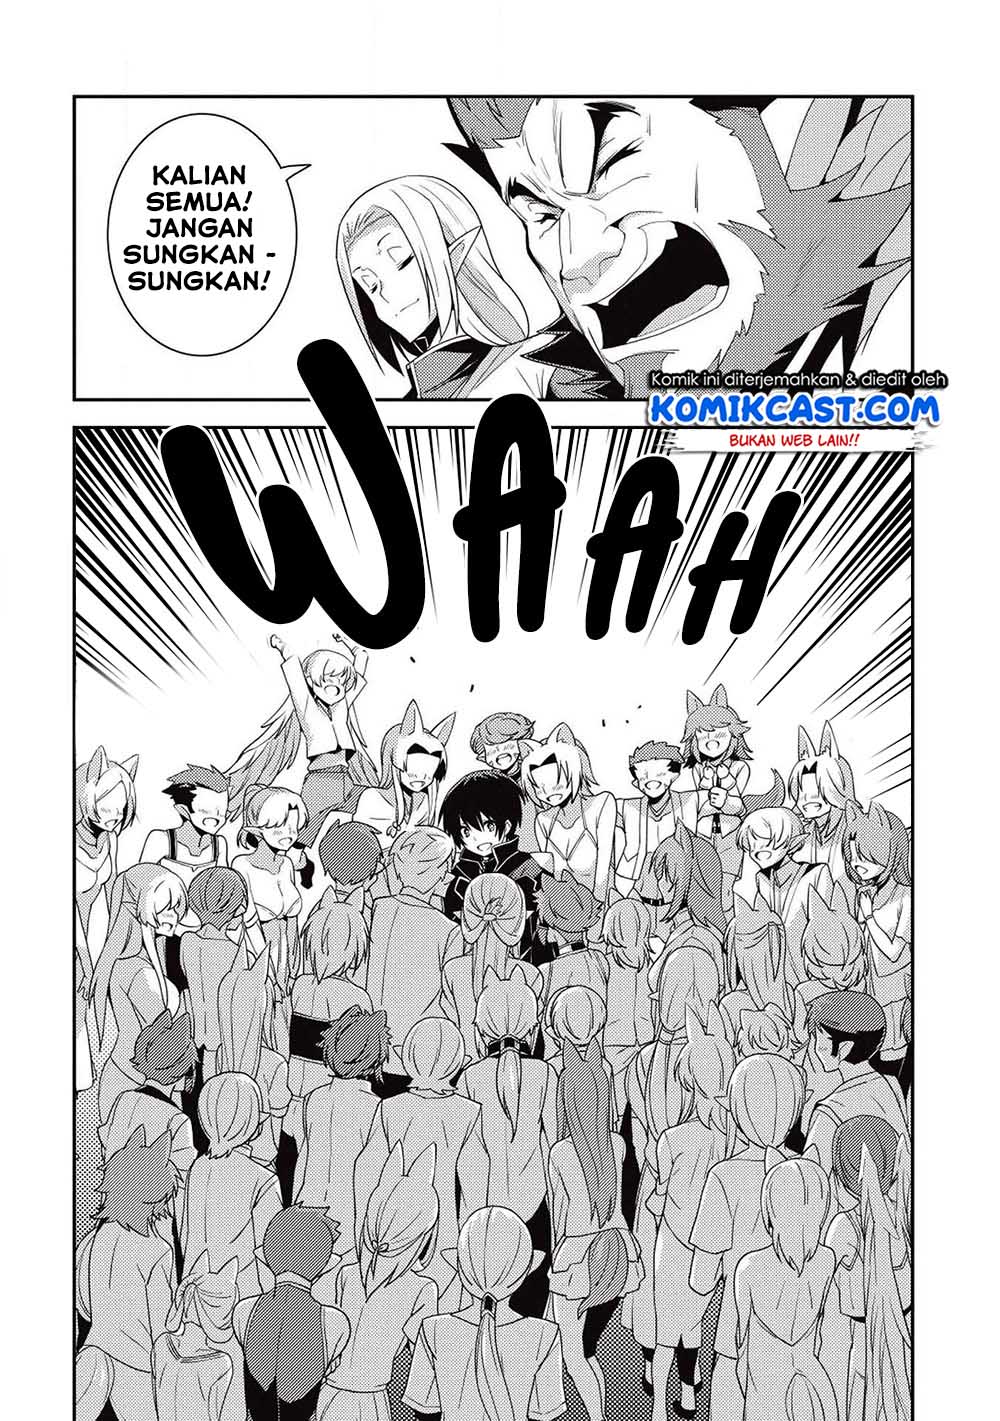 KALIAN
SEMUA!
JANGAN
SUNGKAN -
SUNGKAN!
Komik ini diterjemahkan & diedit oleh
KOMIKCAST.COM
BUKAN WEB LAIN!!
WAAH